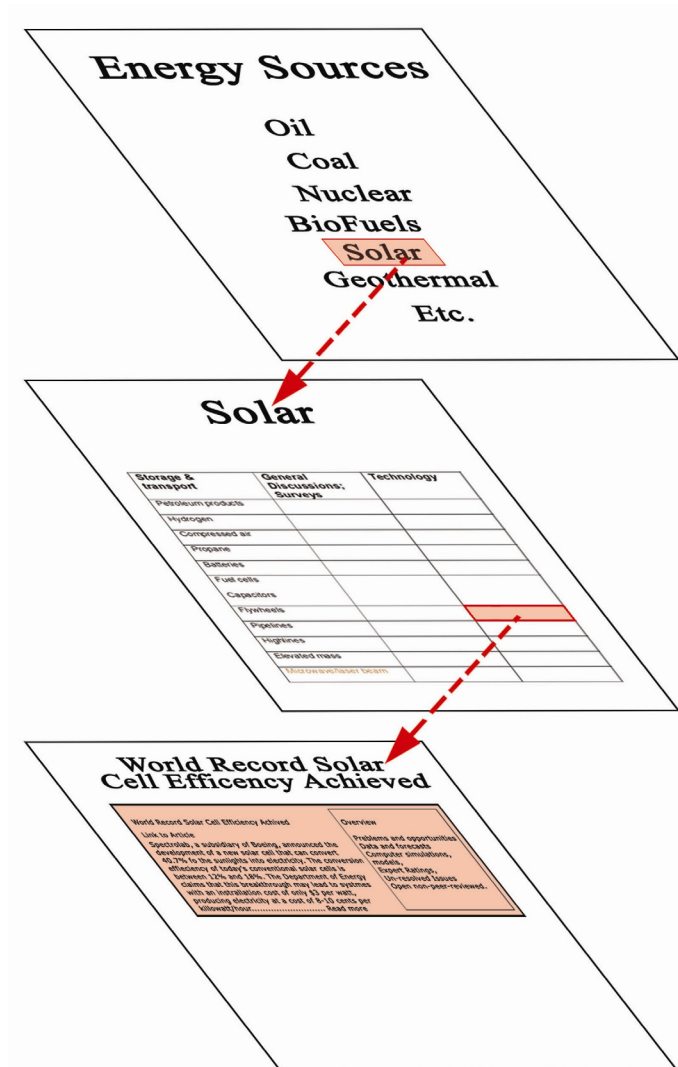 Energy Sources
Oil
Coal
Nuclear
BioFuels
Solar
Geothermal
Etc.
Solar
Storage & transport
General Discussions; Surveys
Technology
Petroleum products
Hydrogen
Compressed air
Propane
Batteries
Fuel cells
Capacitors
Flywheels
Pipelines
Highlines
Elevated mass
Microwave/laser beam
World Record Solar
Cell Efficency Achieved
World Record Solar Cell Efficiency Achived
Link to Article
Spectrolab, a subsidiary of Boeing, announced the
development of a new solar cell that can convert
40.7% fo the sunlights into electricity. The conversion
effieciency of today's conventional solar cells is
between 12% and 18%. The Department of Energy
claims that this breakthrough may lead to systmes
with an instrallation cost of only $3 per watt,
producing electricity at a cost of 8-10 cents per
killowatt/hour............................ Read more
Overview
Problems and opportunities
Data and forecasts
Computer simulations,
models,
Expert Ratings,
Un-resolved Issues
Open non-peer-reviewed.